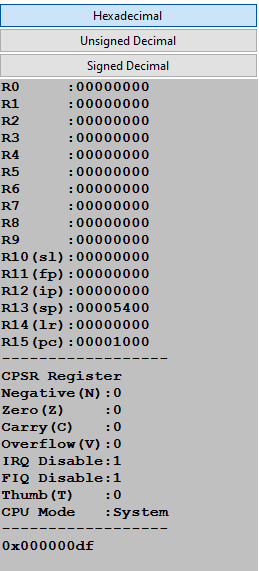 Hexadecimal
Unsigned Decimal
Signed Decimal
R0     :00000000
R1     :00000000
R2     :00000000
R3     :00000000
R4     :00000000
R5     :00000000
R6     :00000000
R7     :00000000
R8     :00000000
R9     :00000000
R10(sl):00000000
R11(fp):00000000
R12(ip):00000000
R13(sp):00005400
R14(lr):00000000
R15(pc):00001000
------------------
CPSR Register
Negative(N):0
Zero(Z)    :0
Carry(C)   :0
Overflow(V):0
IRQ Disable:1
FIQ Disable:1
Thumb(T)   :0
CPU Mode   :System
------------------
0x000000df